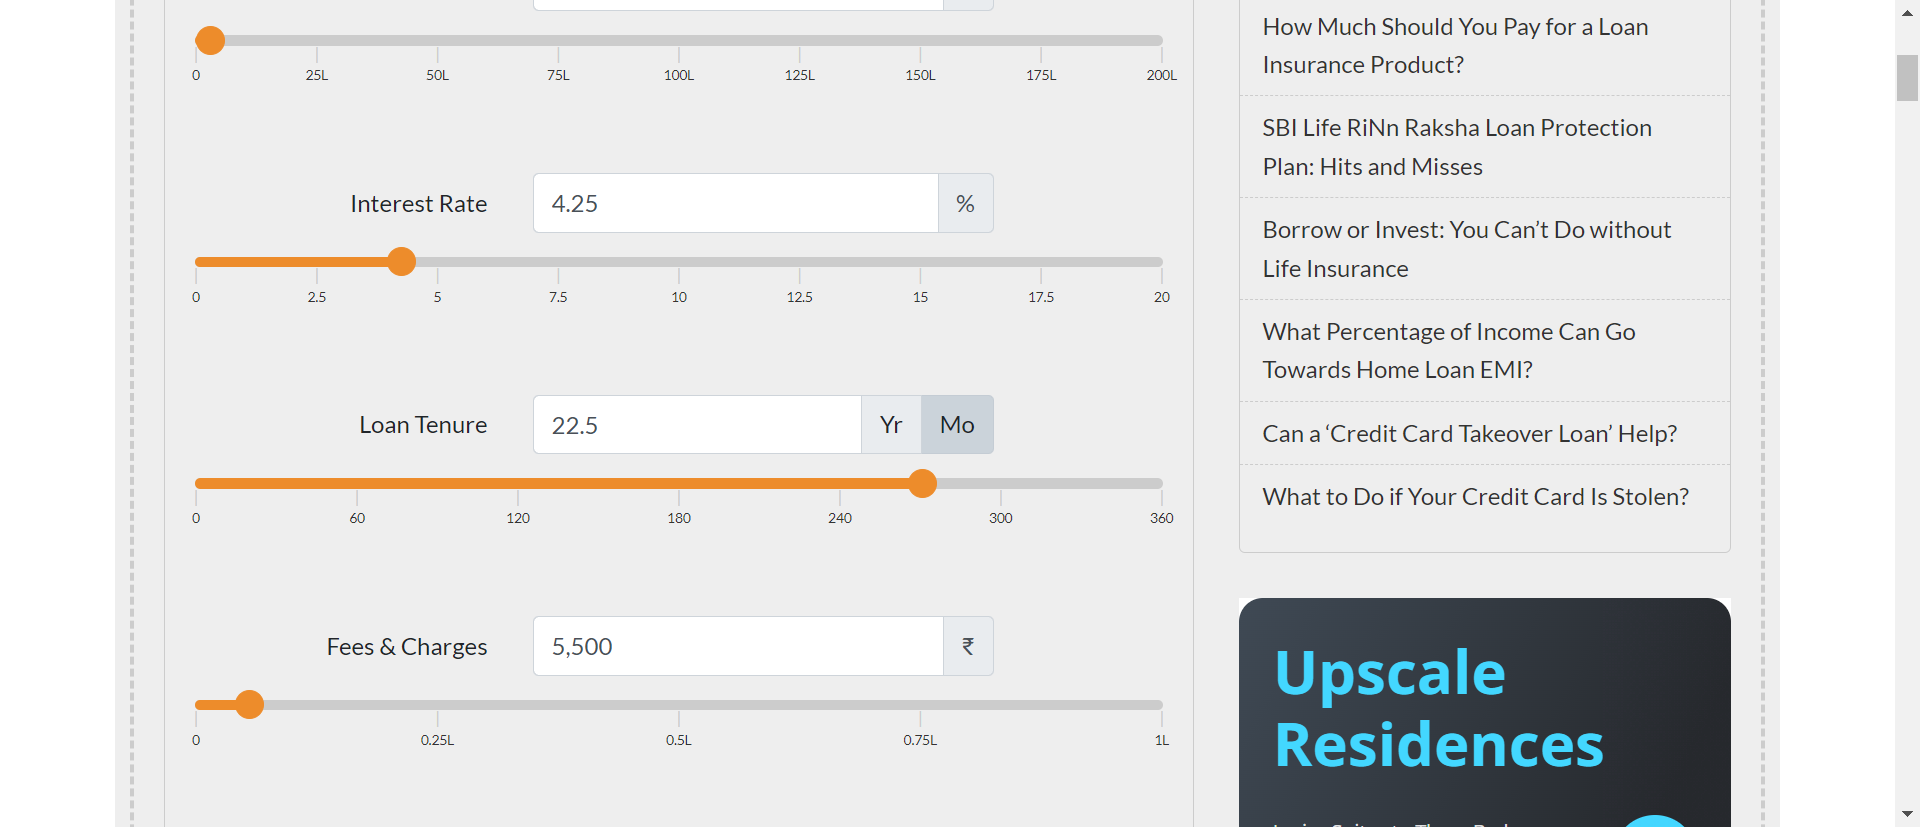 0 25L 50L 75L 100L 125L 150L 175L 200L
Interest Rate 4.25 %
0 2.5 5 7.5 10 12.5 15 17.5 20
Loan Tenure 22.5 Yr Mo
0 60 120 180 240 300 360
Fees & Charges 5,500 ₹
0 0.25L 0.5L 0.75L 1L
How Much Should You Pay for a Loan
Insurance Product?
SBI Life RiNn Raksha Loan Protection
Plan: Hits and Misses
Borrow or Invest: You Can’t Do without
Life Insurance
What Percentage of Income Can Go
Towards Home Loan EMI?
Can a ‘Credit Card Takeover Loan’ Help?
What to Do if Your Credit Card Is Stolen?
Upscale
Residences